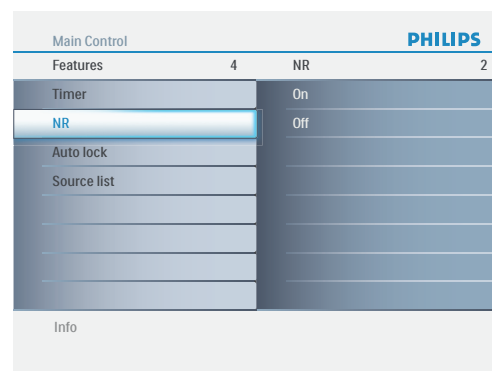 Main Control PHILIPS
Features 4 NR 2
Timer On
NR Off
Auto lock
Source list
Info